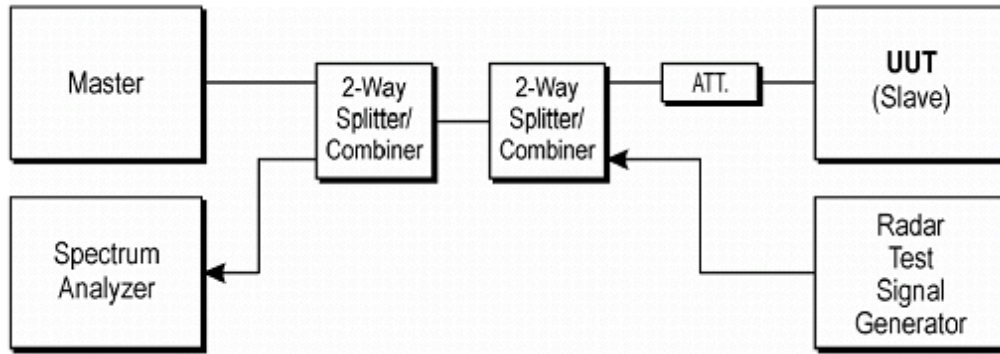 Master
2-Way
Splitter/
Combiner
2-Way
Splitter/
Combiner
ATT.
UUT
(Slave)
Spectrum
Analyzer
Radar
Test
Signal
Generator